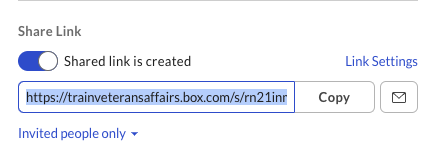 Share Link
Shared link is created Link Settings
https://trainveteransaffairs.box.com/s/rn21inr Copy
Invited people only